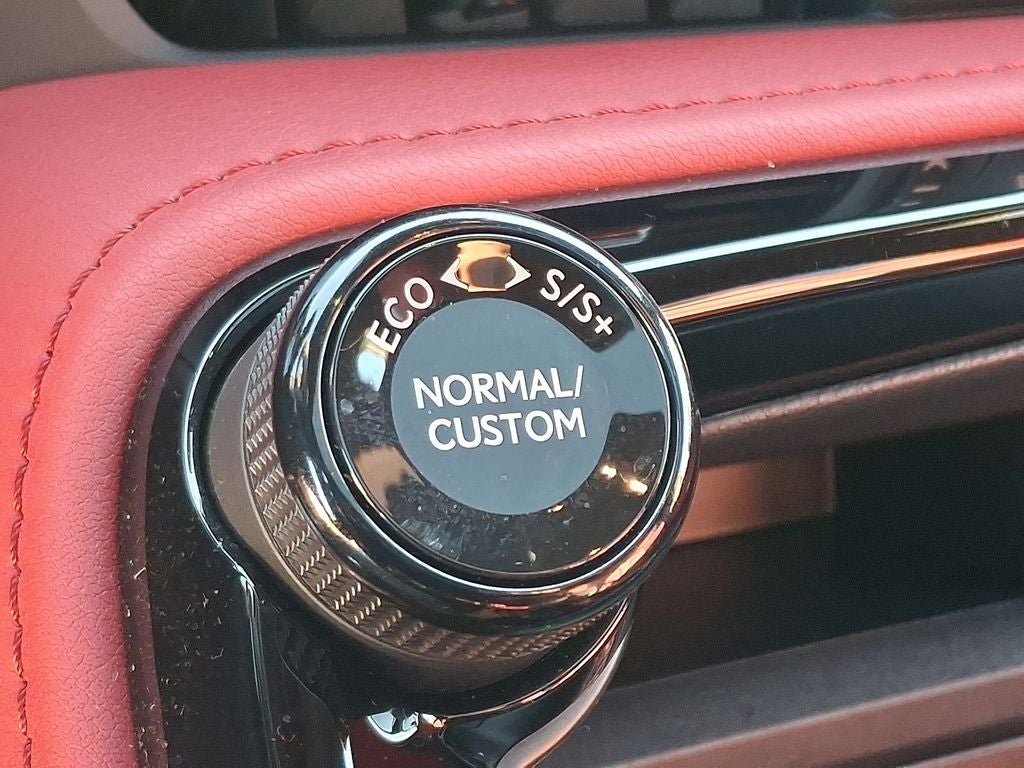 ECO S/S+
NORMAL/
CUSTOM